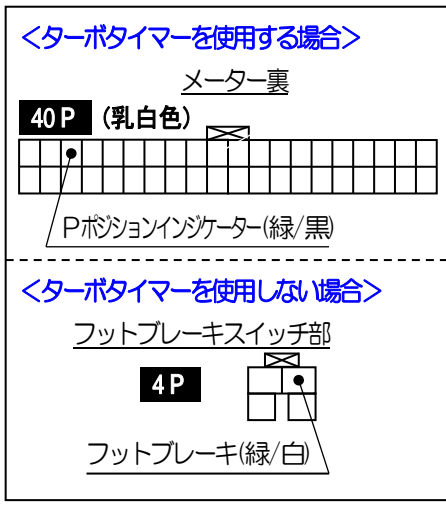 ＜ターボタイマーを使用する場合＞
メーター裏
40P (乳白色)
Pポジションインジケーター(緑/黒)
＜ターボタイマーを使用しない場合＞
フットブレーキスイッチ部
4P
フットブレーキ(緑/白)